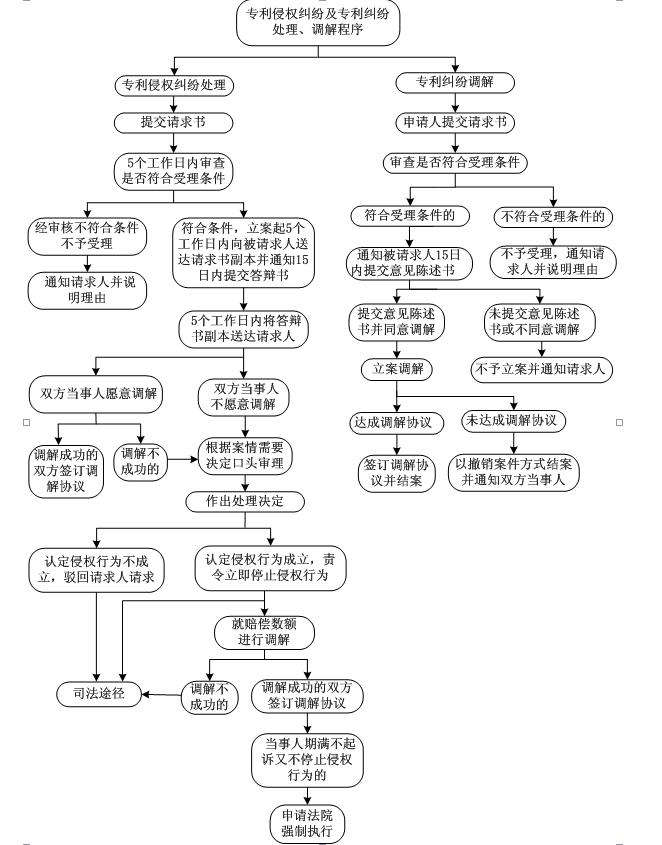 专利侵权纠纷及专利纠纷
处理、调解程序
专利侵权纠纷处理
专利纠纷调解
提交请求书
申请人提交请求书
5个工作日内审查
是否符合受理条件
审查是否符合受理条件
经审核不符合条件
不予受理
符合条件，立案起5个
工作日内向被请求人送
达请求书副本并通知15
日内提交答辩书
符合受理条件的
不符合受理条件的
通知请求人并说
明理由
通知被请求人15日
内提交意见陈述书
不予受理，通知请
求人并说明理由
5个工作日内将答辩
书副本送达请求人
提交意见陈述
书并同意调解
未提交意见陈述
书或不同意调解
双方当事人愿意调解
双方当事人
不愿意调解
立案调解
不予立案并通知请求人
调解成功的
双方签订调
解协议
调解不
成功的
根据案情需要
决定口头审理
达成调解协议
未达成调解协议
签订调解协
议并结案
以撤销案件方式结案
并通知双方当事人
作出处理决定
认定侵权行为不成
立，驳回请求人请求
认定侵权行为成立，责
令立即停止侵权行为
就赔偿数额
进行调解
司法途径
调解不
成功的
调解成功的双方
签订调解协议
当事人期满不起
诉又不停止侵权
行为的
申请法院
强制执行